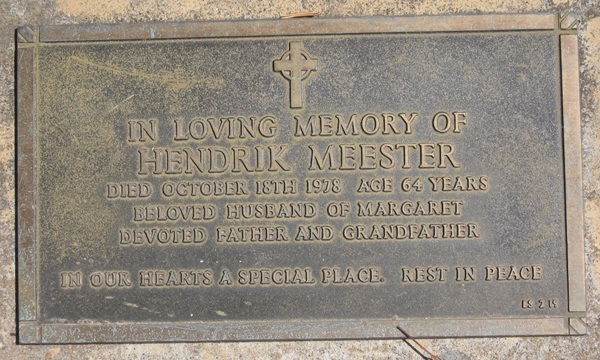 IN LOVING MEMORY OF
HENDRIK MEESTER
DIED OCTOBER 18TH 1978 AGE 64 YEARS
BELOVED HUSBAND OF MARGARET
DEVOTED FATHER AND GRANDFATHER
IN OUR HEARTS A SPECIAL PLACE. REST IN PEACE